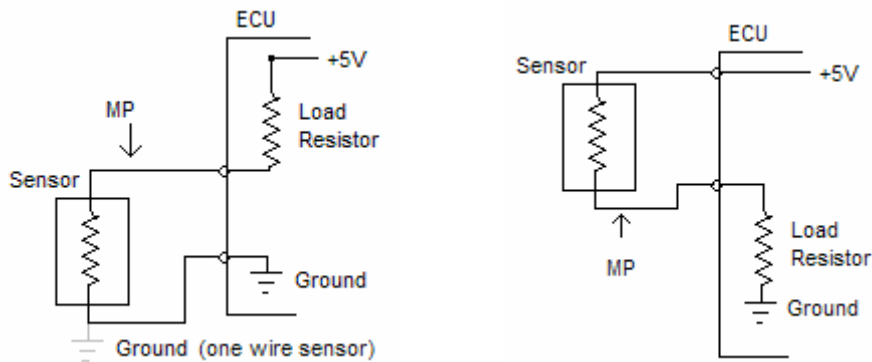 ECU
+5V
MP
Load
Resistor
Sensor
Ground
Ground (one wire sensor)
ECU
Sensor
+5V
MP
Load
Resistor
Ground